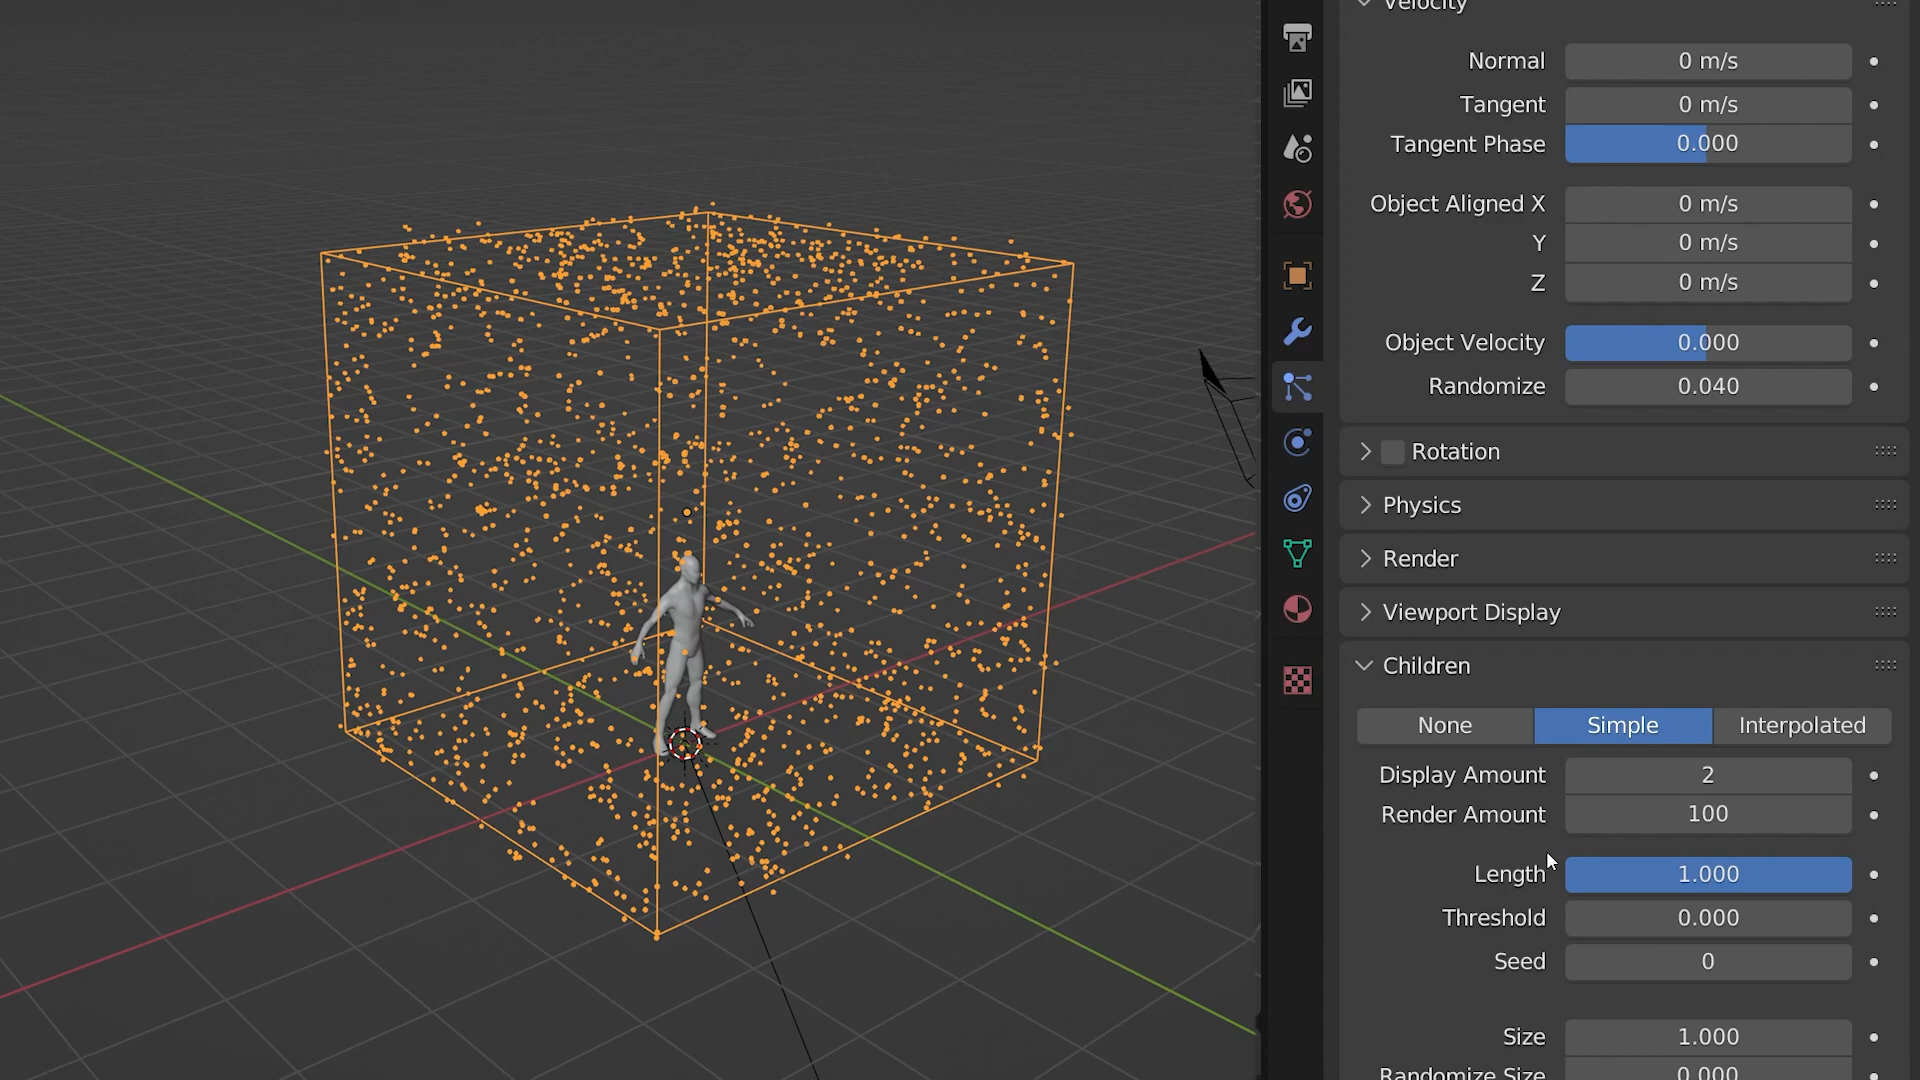 Velocity
Normal 0 m/s
Tangent 0 m/s
Tangent Phase 0.000
Object Aligned X 0 m/s
Y 0 m/s
Z 0 m/s
Object Velocity 0.000
Randomize 0.040
Rotation
Physics
Render
Viewport Display
Children
None Simple Interpolated
Display Amount 2
Render Amount 100
Length 1.000
Threshold 0.000
Seed 0
Size 1.000
Randomize Size 0.000